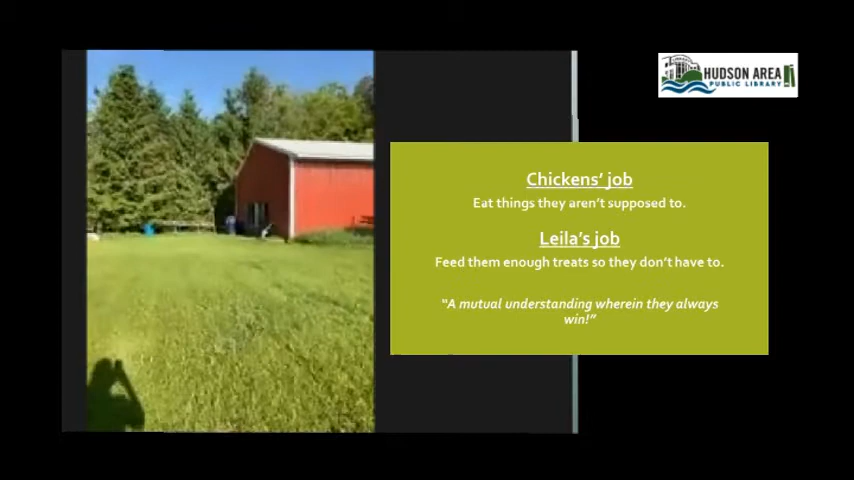 HUDSON AREA
PUBLIC LIBRARY
Chickens' job
Eat things they aren't supposed to.
Leila's job
Feed them enough treats so they don't have to.
"A mutual understanding wherein they always
win!"